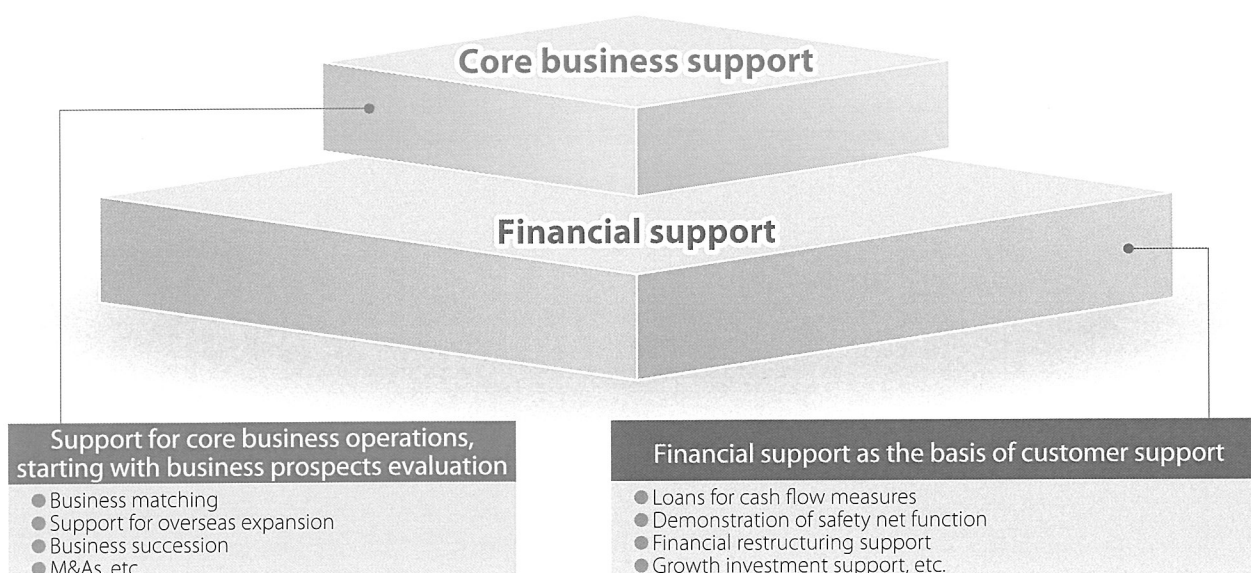 Core business support
Financial support
Support for core business operations,
starting with business prospects evaluation
● Business matching
● Support for overseas expansion
● Business succession
● M&As, etc.
Financial support as the basis of customer support
● Loans for cash flow measures
● Demonstration of safety net function
● Financial restructuring support
● Growth investment support, etc.